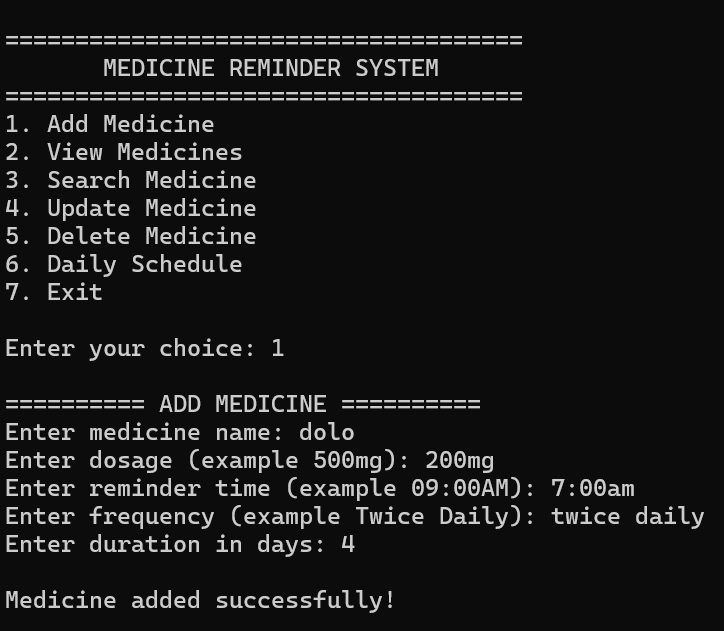 =====================================
MEDICINE REMINDER SYSTEM
=====================================
1. Add Medicine
2. View Medicines
3. Search Medicine
4. Update Medicine
5. Delete Medicine
6. Daily Schedule
7. Exit
Enter your choice: 1
========== ADD MEDICINE ==========
Enter medicine name: dolo
Enter dosage (example 500mg): 200mg
Enter reminder time (example 09:00AM): 7:00am
Enter frequency (example Twice Daily): twice daily
Enter duration in days: 4
Medicine added successfully!